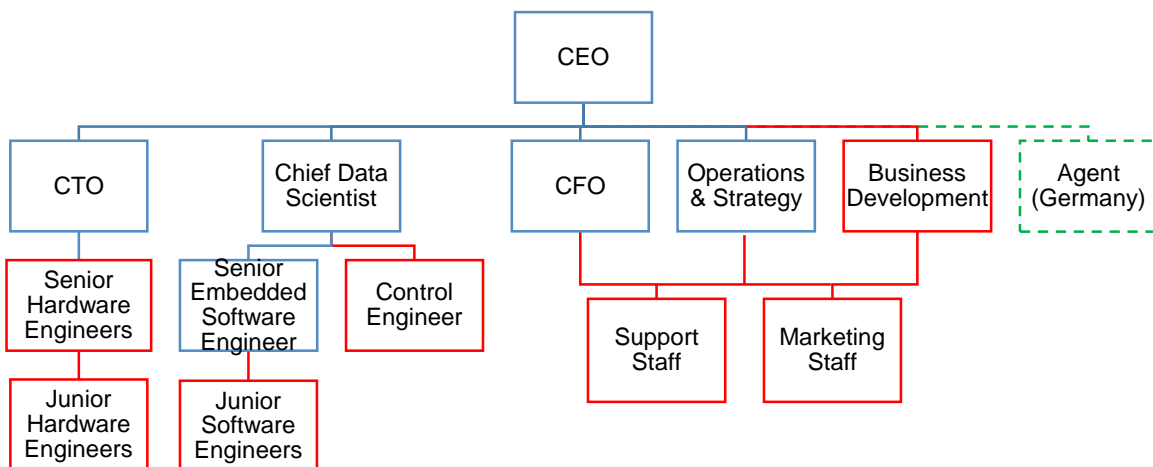 CEO
CTO
Chief Data
Scientist
CFO
Operations
& Strategy
Business
Development
Agent
(Germany)
Senior
Hardware
Engineers
Senior
Embedded
Software
Engineer
Control
Engineer
Support
Staff
Marketing
Staff
Junior
Hardware
Engineers
Junior
Software
Engineers